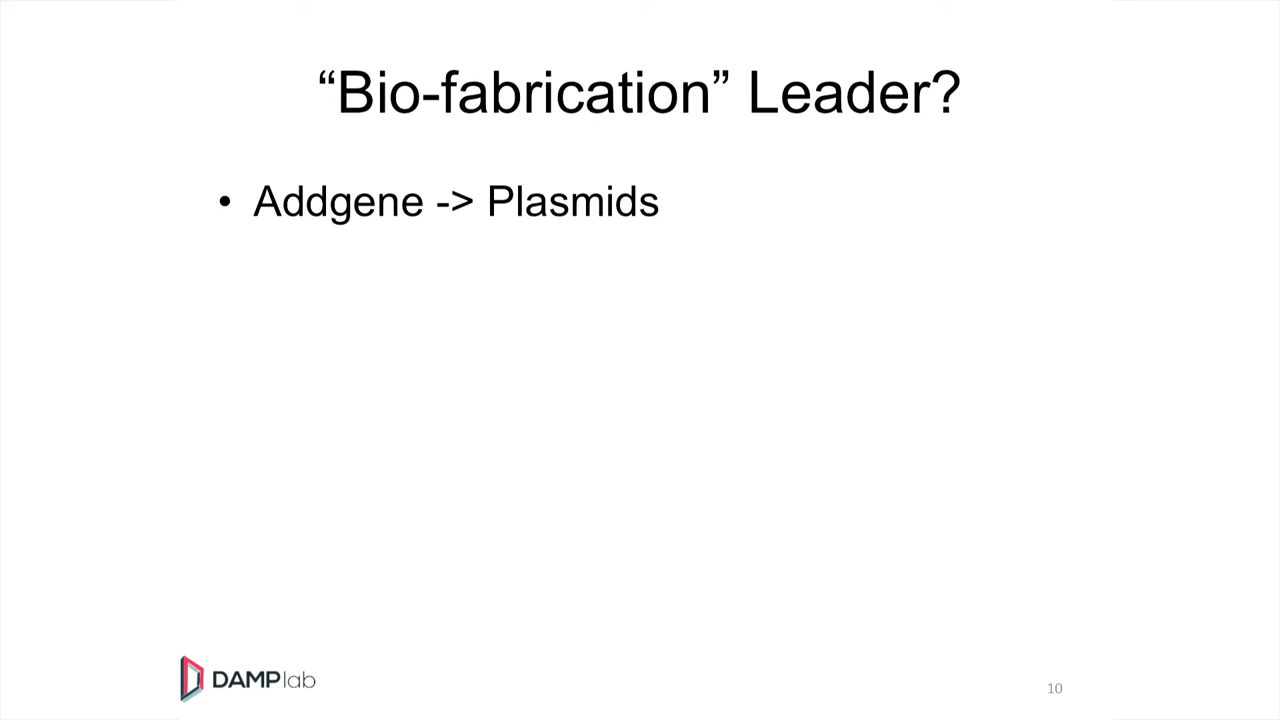 “Bio-fabrication” Leader?
• Addgene -> Plasmids
DAMPlab
10